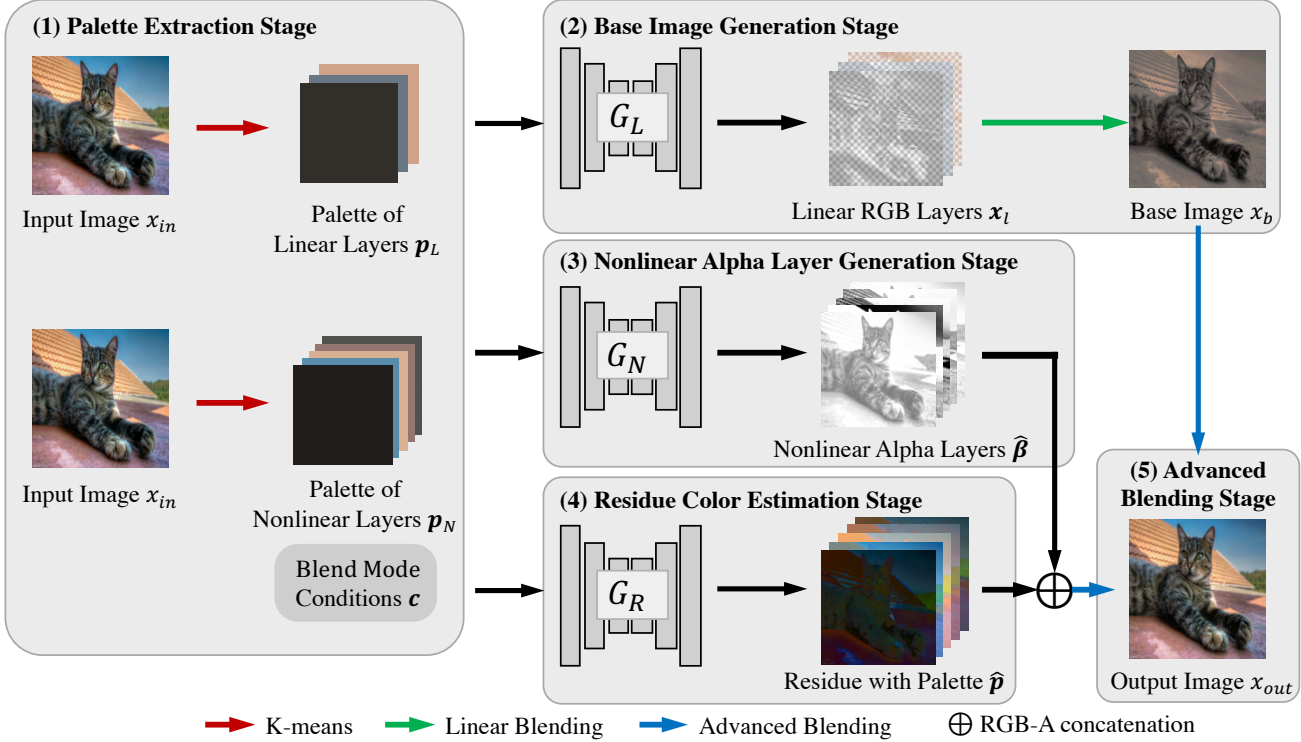 (1) Palette Extraction Stage
Input Image x_in
Palette of
Linear Layers p_L
Input Image x_in
Palette of
Nonlinear Layers p_N
Blend Mode
Conditions c
(2) Base Image Generation Stage
G_L
Linear RGB Layers x_l
Base Image x_b
(3) Nonlinear Alpha Layer Generation Stage
G_N
Nonlinear Alpha Layers β̂
(4) Residue Color Estimation Stage
G_R
Residue with Palette p̂
(5) Advanced
Blending Stage
Output Image x_out
K-means
Linear Blending
Advanced Blending
⊕ RGB-A concatenation